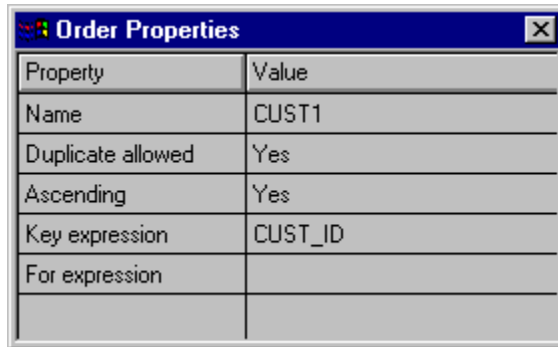 Order Properties
Property Value
Name CUST1
Duplicate allowed Yes
Ascending Yes
Key expression CUST_ID
For expression